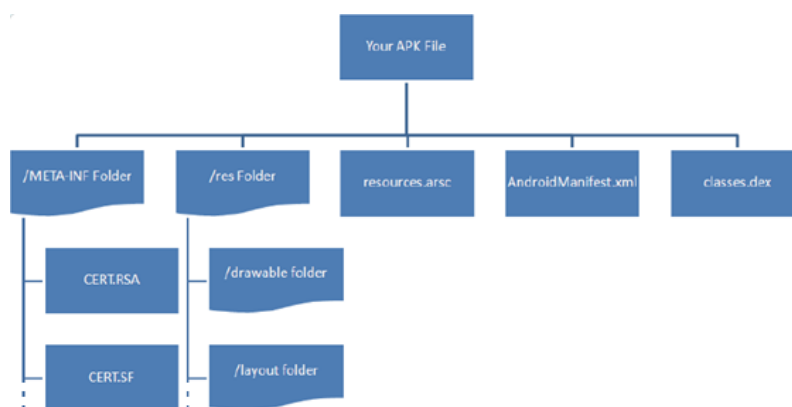 Your APK File
/META-INF Folder
/res Folder
resources.arsc
AndroidManifest.xml
classes.dex
CERT.RSA
/drawable folder
CERT.SF
/layout folder